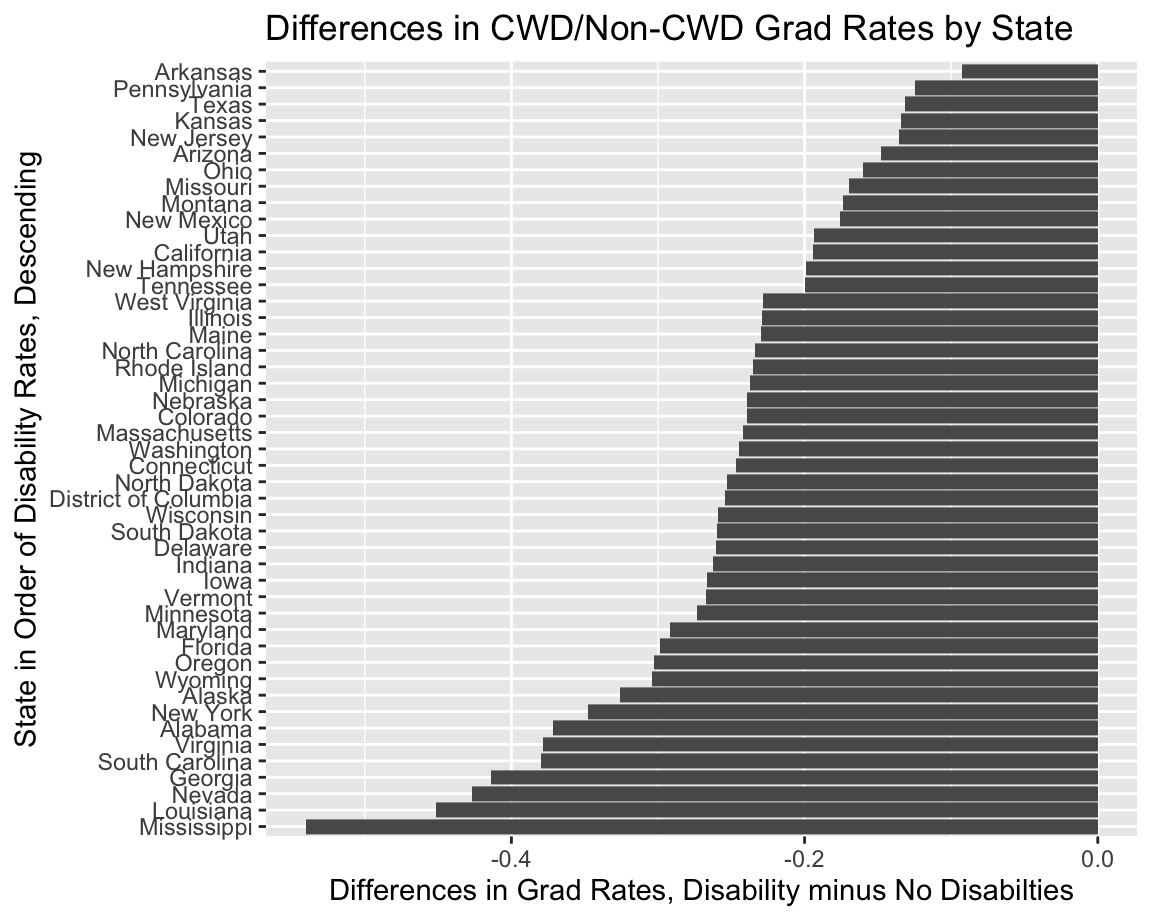 Differences in CWD/Non-CWD Grad Rates by State
State in Order of Disability Rates, Descending
Arkansas
Pennsylvania
Texas
Kansas
New Jersey
Arizona
Ohio
Missouri
Montana
New Mexico
Utah
California
New Hampshire
Tennessee
West Virginia
Illinois
Maine
North Carolina
Rhode Island
Michigan
Nebraska
Colorado
Massachusetts
Washington
Connecticut
North Dakota
District of Columbia
Wisconsin
South Dakota
Delaware
Indiana
Iowa
Vermont
Minnesota
Maryland
Florida
Oregon
Wyoming
Alaska
New York
Alabama
Virginia
South Carolina
Georgia
Nevada
Louisiana
Mississippi
-0.4 -0.2 0.0
Differences in Grad Rates, Disability minus No Disabilties